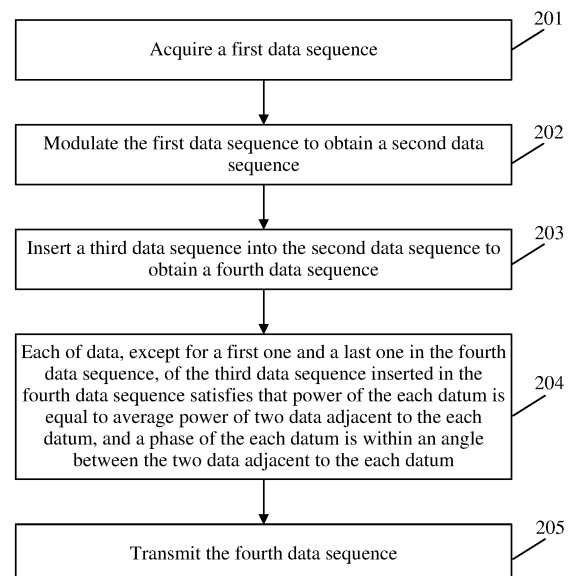 201
Acquire a first data sequence
202
Modulate the first data sequence to obtain a second data
sequence
203
Insert a third data sequence into the second data sequence to
obtain a fourth data sequence
Each of data, except for a first one and a last one in the fourth
data sequence, of the third data sequence inserted in the
fourth data sequence satisfies that power of the each datum is
204
equal to average power of two data adjacent to the each
datum, and a phase of the each datum is within an angle
between the two data adjacent to the each datum
205
Transmit the fourth data sequence